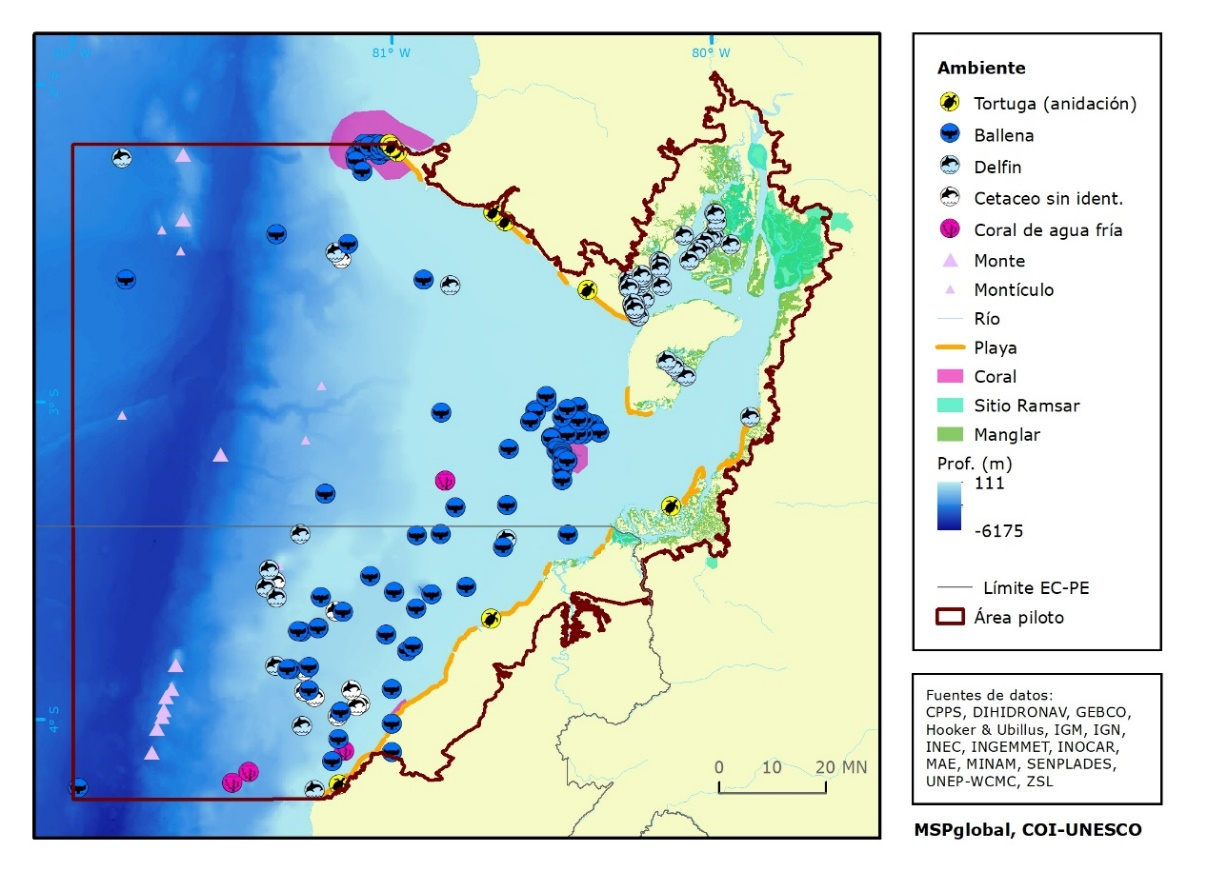 81° W
80° W
3° S
4° S
0 10 20 MN
Ambiente
Tortuga (anidación)
Ballena
Delfin
Cetaceo sin ident.
Coral de agua fría
Monte
Montículo
Río
Playa
Coral
Sitio Ramsar
Manglar
Prof. (m)
111
-6175
Límite EC-PE
Área piloto
Fuentes de datos:
CPPS, DIHIDRONAV, GEBCO,
Hooker & Ubillus, IGM, IGN,
INEC, INGEMMET, INOCAR,
MAE, MINAM, SENPLADES,
UNEP-WCMC, ZSL
MSPglobal, COI-UNESCO